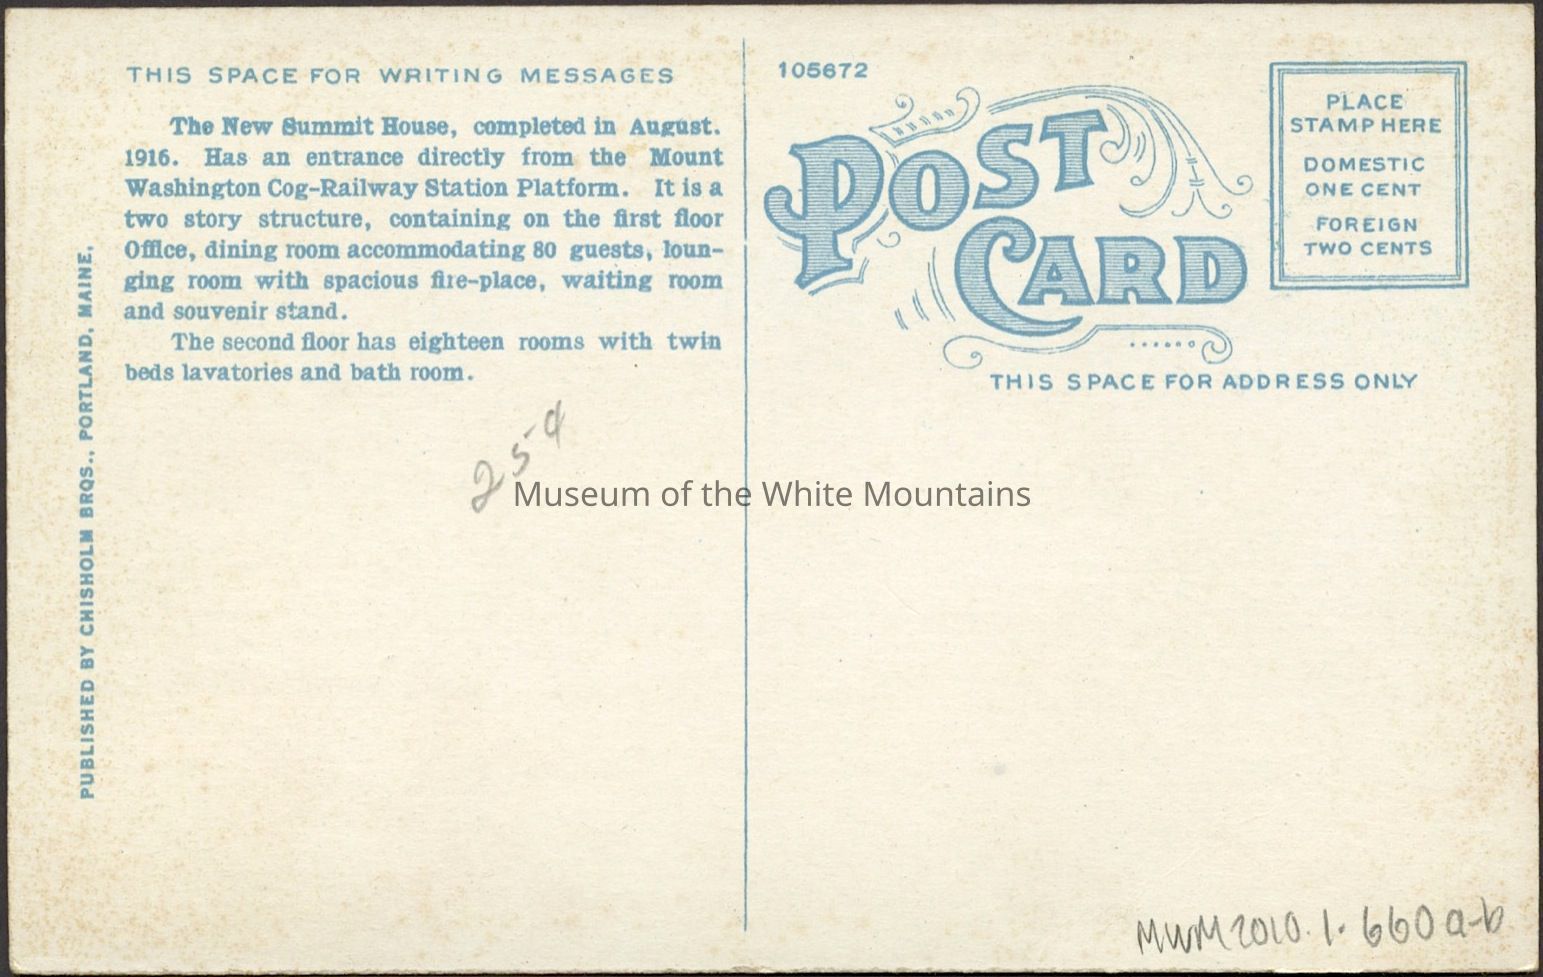 THIS SPACE FOR WRITING MESSAGES
The New Summit House, completed in August.
1916. Has an entrance directly from the Mount
Washington Cog-Railway Station Platform. It is a
two story structure, containing on the first floor
Office, dining room accommodating 80 guests, loun-
ging room with spacious fire-place, waiting room
and souvenir stand.
The second floor has eighteen rooms with twin
beds lavatories and bath room.
PUBLISHED BY CHISHOLM BROS., PORTLAND, MAINE.
25¢
Museum of the White Mountains
105672
POST
CARD
PLACE
STAMP HERE
DOMESTIC
ONE CENT
FOREIGN
TWO CENTS
THIS SPACE FOR ADDRESS ONLY
MWM2010.1.660a-b